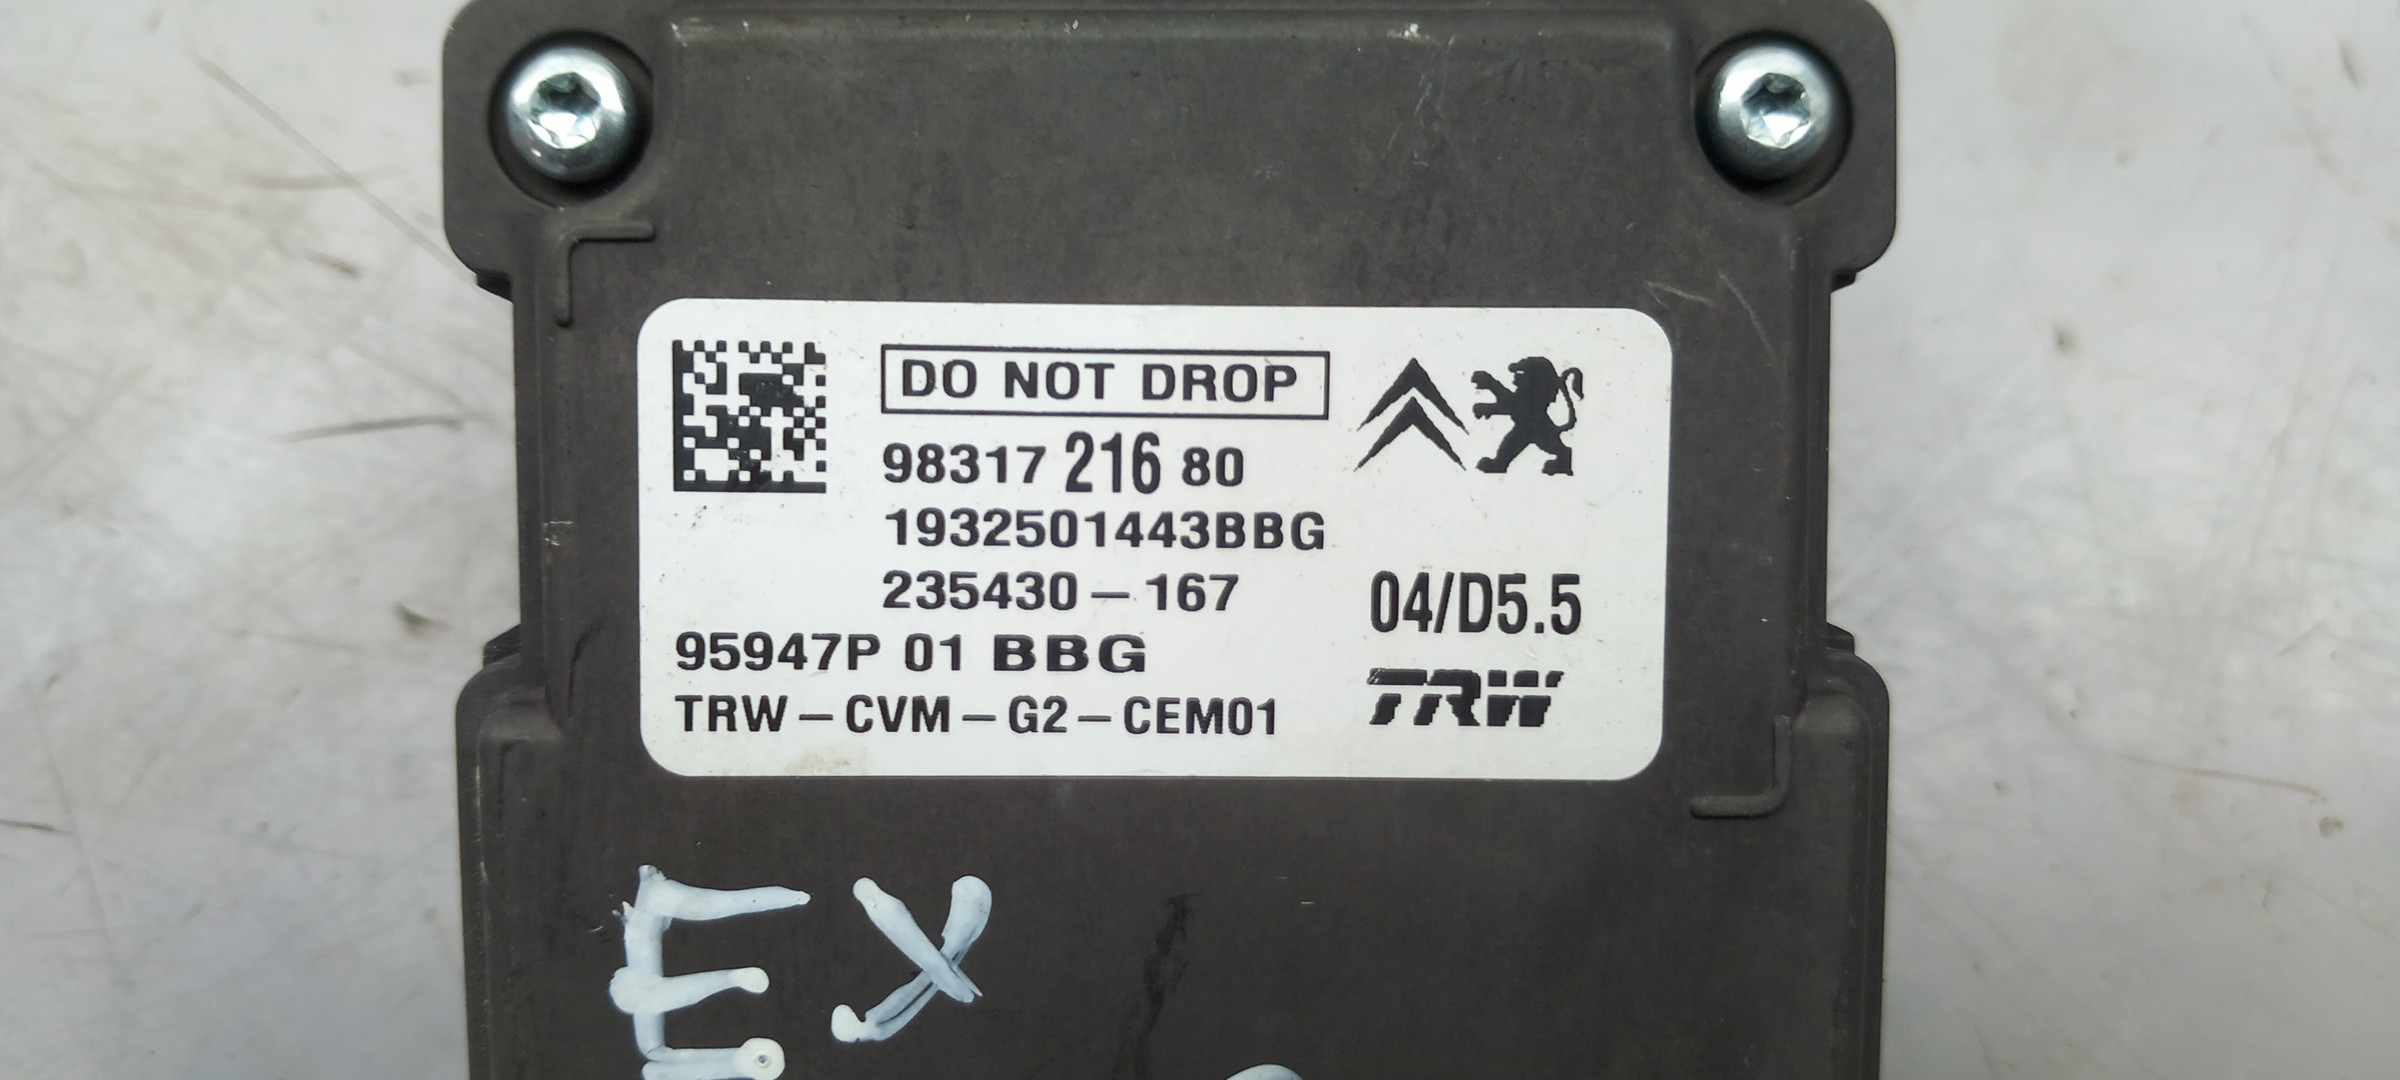 DO NOT DROP
98317 216 80
1932501443BBG
235430-167
04/D5.5
95947P 01 BBG
TRW-CVM-G2-CEM01
TRW
EX